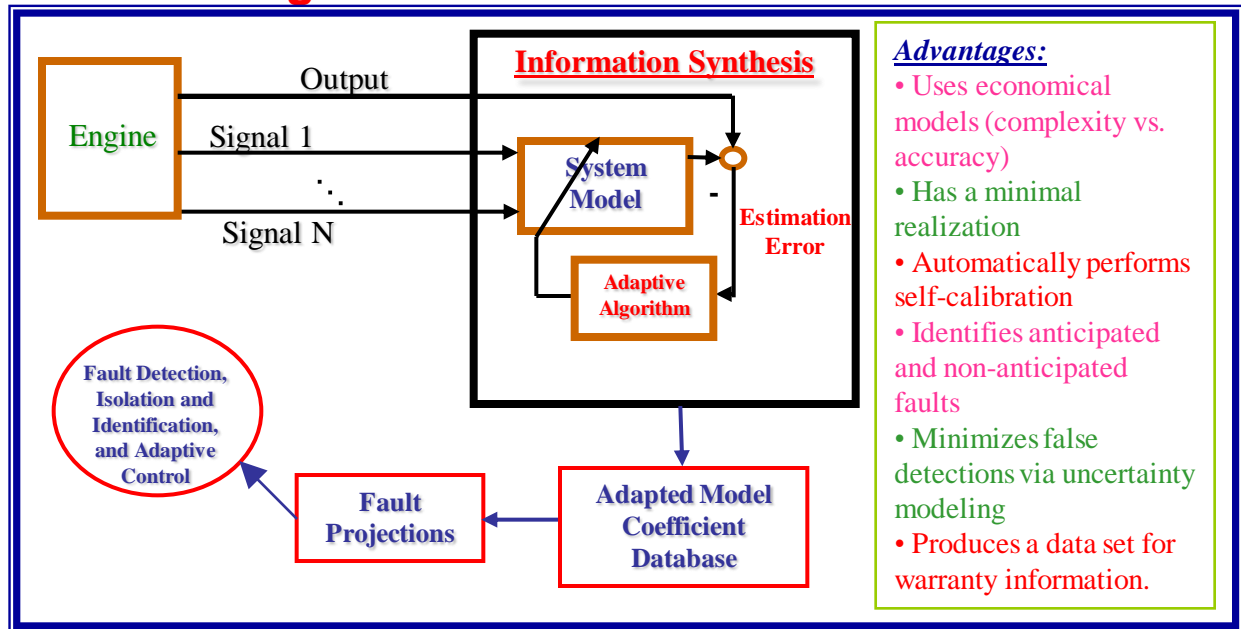 Output
Engine
Signal 1
⋱
Signal N
Information Synthesis
System
Model
-
Estimation
Error
Adaptive
Algorithm
Fault Detection,
Isolation and
Identification,
and Adaptive
Control
Fault
Projections
Adapted Model
Coefficient
Database
Advantages:
• Uses economical
models (complexity vs.
accuracy)
• Has a minimal
realization
• Automatically performs
self-calibration
• Identifies anticipated
and non-anticipated
faults
• Minimizes false
detections via uncertainty
modeling
• Produces a data set for
warranty information.